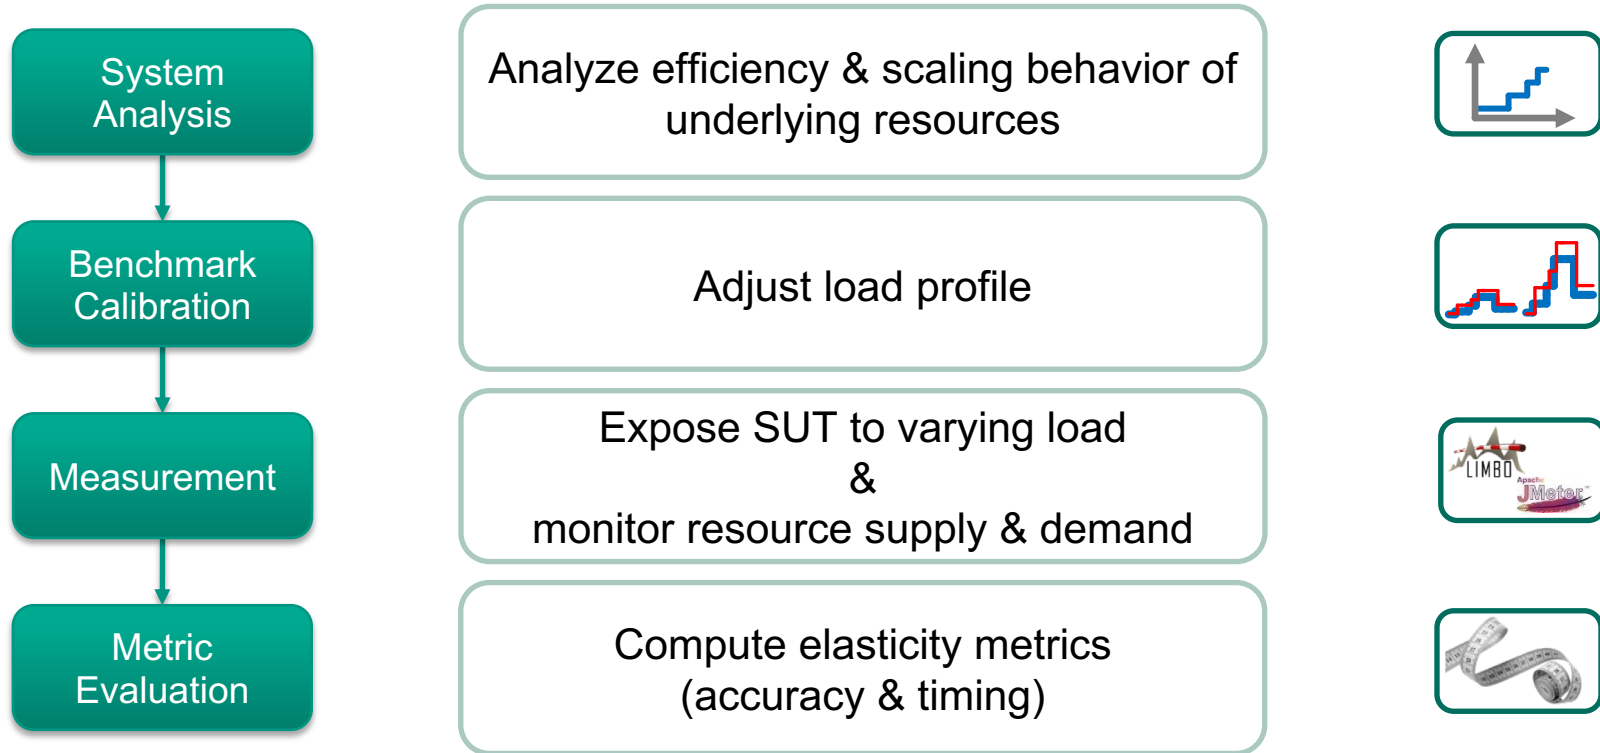 System
Analysis
Analyze efficiency & scaling behavior of
underlying resources
Benchmark
Calibration
Adjust load profile
Measurement
Expose SUT to varying load
&
monitor resource supply & demand
LIMBO
Apache
JMeter
Metric
Evaluation
Compute elasticity metrics
(accuracy & timing)